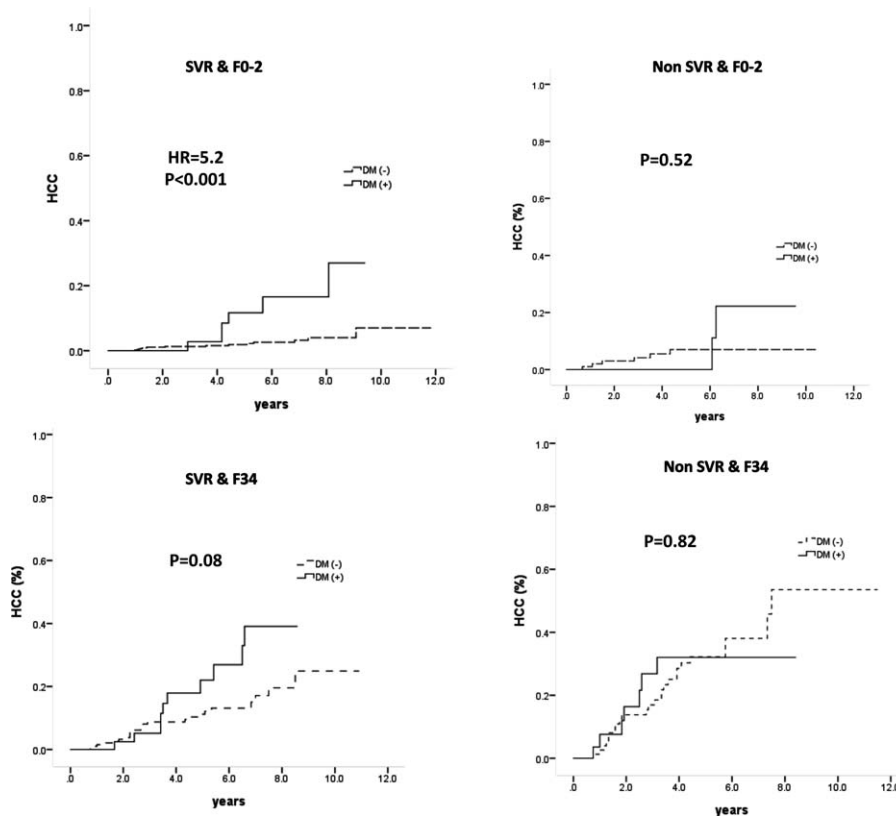 SVR & F0-2
1.0
0.8
0.6
0.4
0.2
0.0
HCC
HR=5.2
P<0.001
DM (-)
DM (+)
.0 2.0 4.0 6.0 8.0 10.0 12.0
years
Non SVR & F0-2
1.0
0.8
0.6
0.4
0.2
0.0
HCC (%)
P=0.52
DM (-)
DM (+)
.0 2.0 4.0 6.0 8.0 10.0 12.0
years
SVR & F34
1.0
0.8
0.6
0.4
0.2
0.0
HCC (%)
P=0.08
DM (-)
DM (+)
.0 2.0 4.0 6.0 8.0 10.0 12.0
years
Non SVR & F34
1.0
0.8
0.6
0.4
0.2
0.0
HCC (%)
P=0.82
DM (-)
DM (+)
.0 2.0 4.0 6.0 8.0 10.0 12.0
years